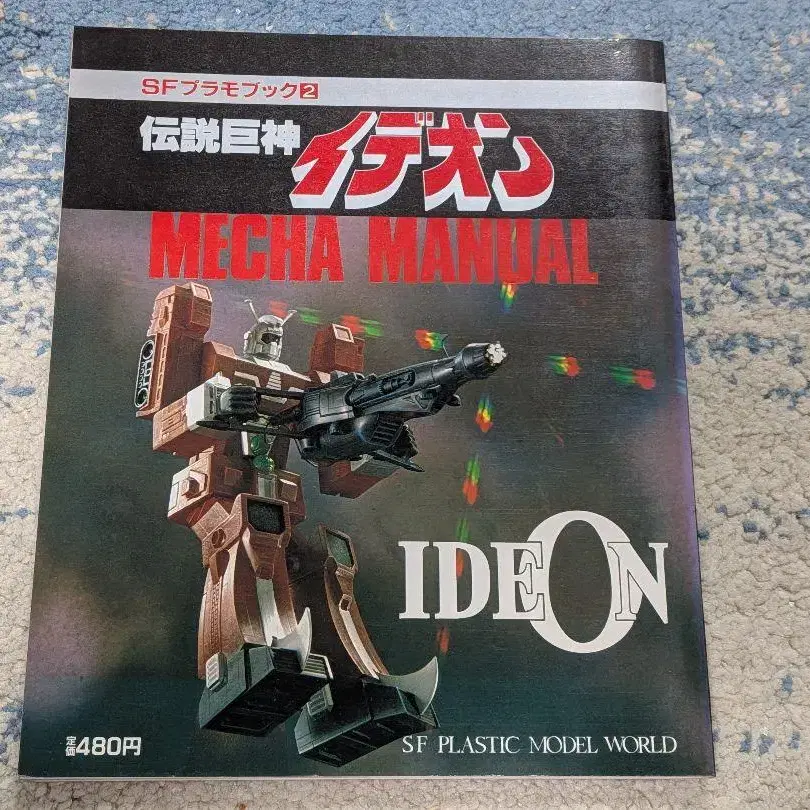 SFプラモブック2
伝説巨神 イデオン
MECHA MANUAL
IDEON
定価480円
SF PLASTIC MODEL WORLD